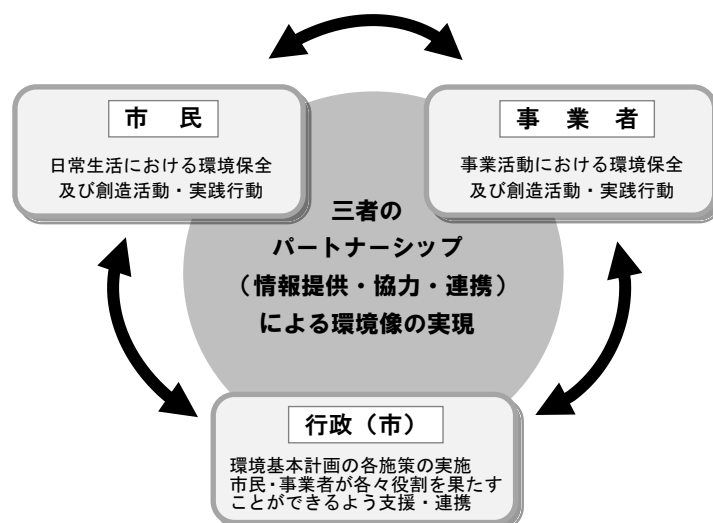 市 民
日常生活における環境保全
及び創造活動・実践行動
事 業 者
事業活動における環境保全
及び創造活動・実践行動
三者の
パートナーシップ
（情報提供・協力・連携）
による環境像の実現
行政（市）
環境基本計画の各施策の実施
市民・事業者が各々役割を果たす
ことができるよう支援・連携